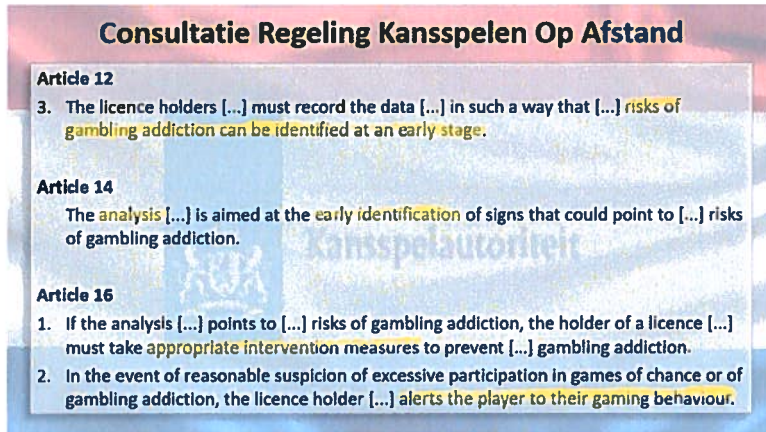 Consultatie Regeling Kansspelen Op Afstand
Article 12
3. The licence holders [...] must record the data [...] in such a way that [...] risks of
gambling addiction can be identified at an early stage.
Article 14
The analysis [...] is aimed at the early identification of signs that could point to [...] risks
of gambling addiction.
Kansspelautoriteit
Article 16
1. If the analysis [...] points to [...] risks of gambling addiction, the holder of a licence [...]
must take appropriate intervention measures to prevent [...] gambling addiction.
2. In the event of reasonable suspicion of excessive participation in games of chance or of
gambling addiction, the licence holder [...] alerts the player to their gaming behaviour.